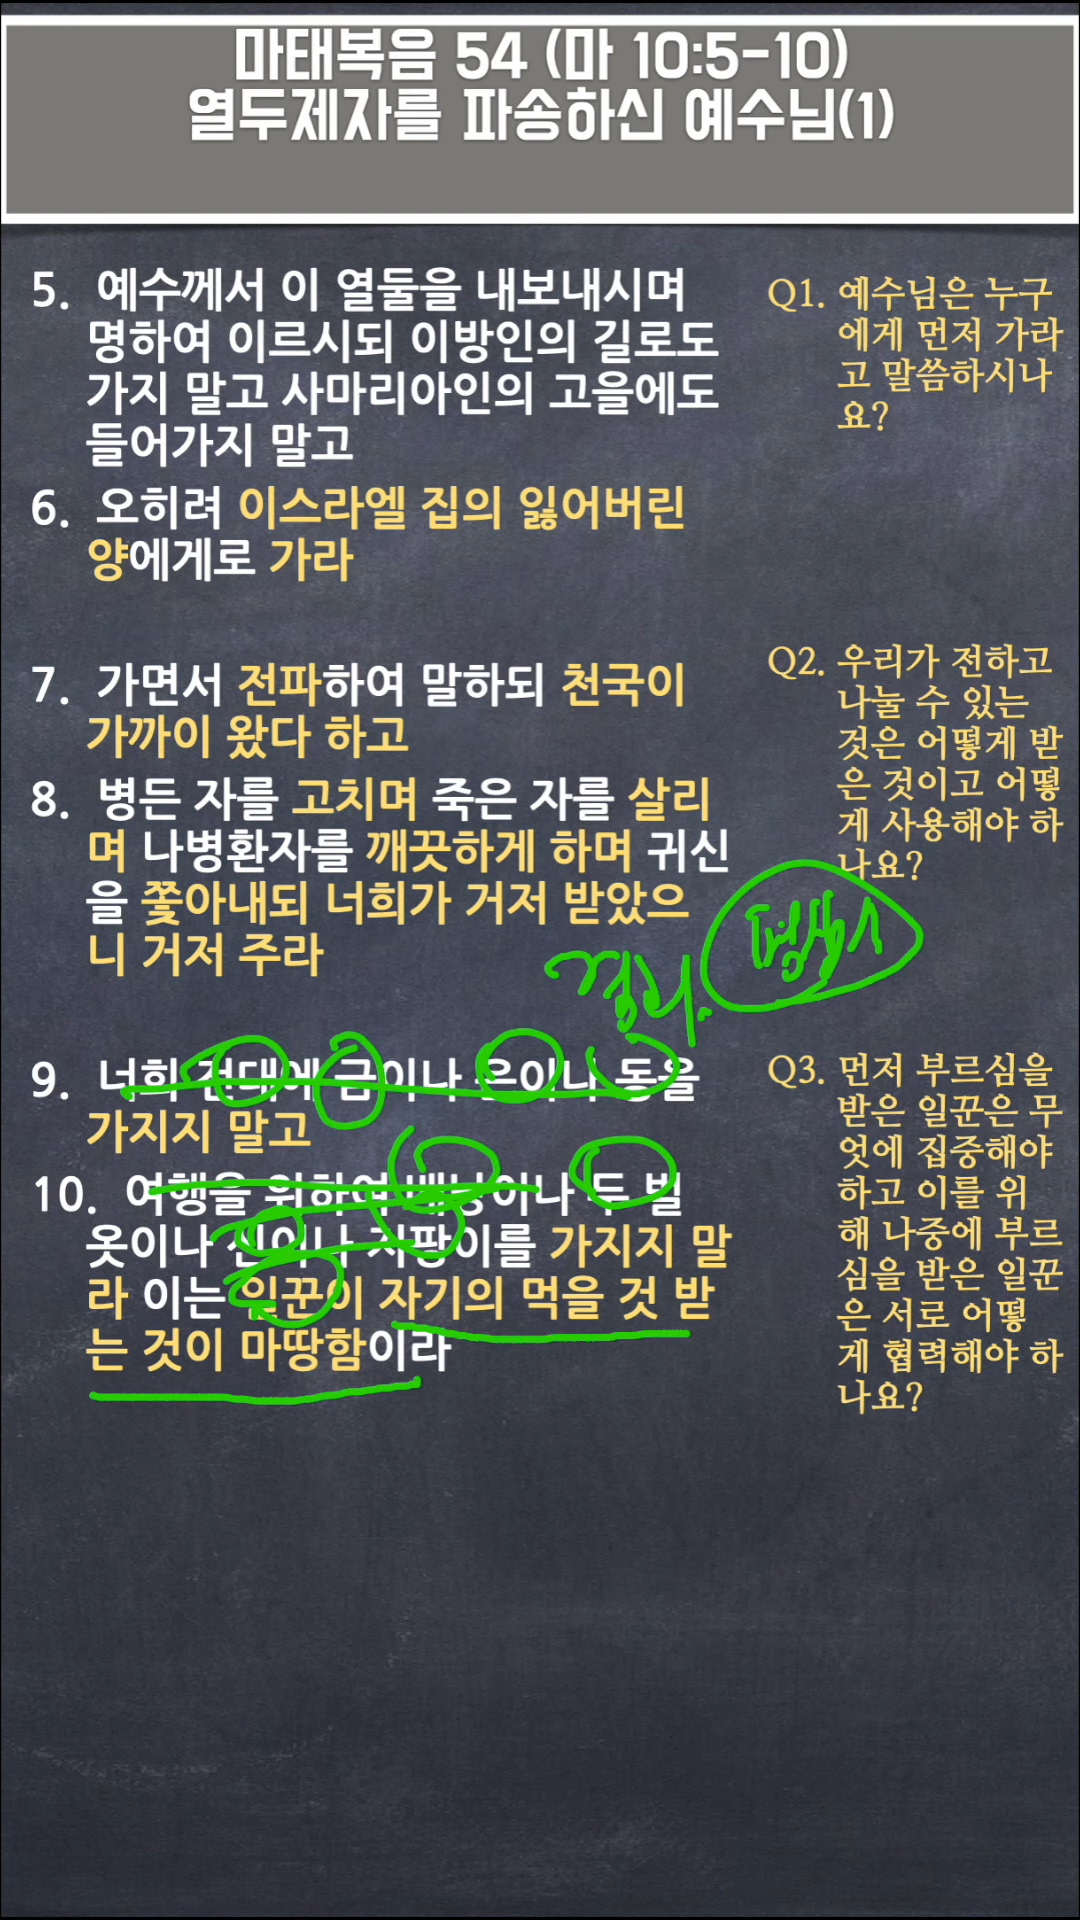 마태복음 54 (마 10:5-10)
열두제자를 파송하신 예수님(1)
5. 예수께서 이 열둘을 내보내시며
명하여 이르시되 이방인의 길로도
가지 말고 사마리아인의 고을에도
들어가지 말고
6. 오히려 이스라엘 집의 잃어버린
양에게로 가라
7. 가면서 전파하여 말하되 천국이
가까이 왔다 하고
8. 병든 자를 고치며 죽은 자를 살리
며 나병환자를 깨끗하게 하며 귀신
을 쫓아내되 너희가 거저 받았으
니 거저 주라
9. 너희 전대에 금이나 은이나 동을
가지지 말고
10. 여행을 위하여 배낭이나 두 벌
옷이나 신이나 지팡이를 가지지 말
라 이는 일꾼이 자기의 먹을 것 받
는 것이 마땅함이라
Q1. 예수님은 누구
에게 먼저 가라
고 말씀하시나
요?
Q2. 우리가 전하고
나눌 수 있는
것은 어떻게 받
은 것이고 어떻
게 사용해야 하
나요?
Q3. 먼저 부르심을
받은 일꾼은 무
엇에 집중해야
하고 이를 위
해 나중에 부르
심을 받은 일꾼
은 서로 어떻
게 협력해야 하
나요?